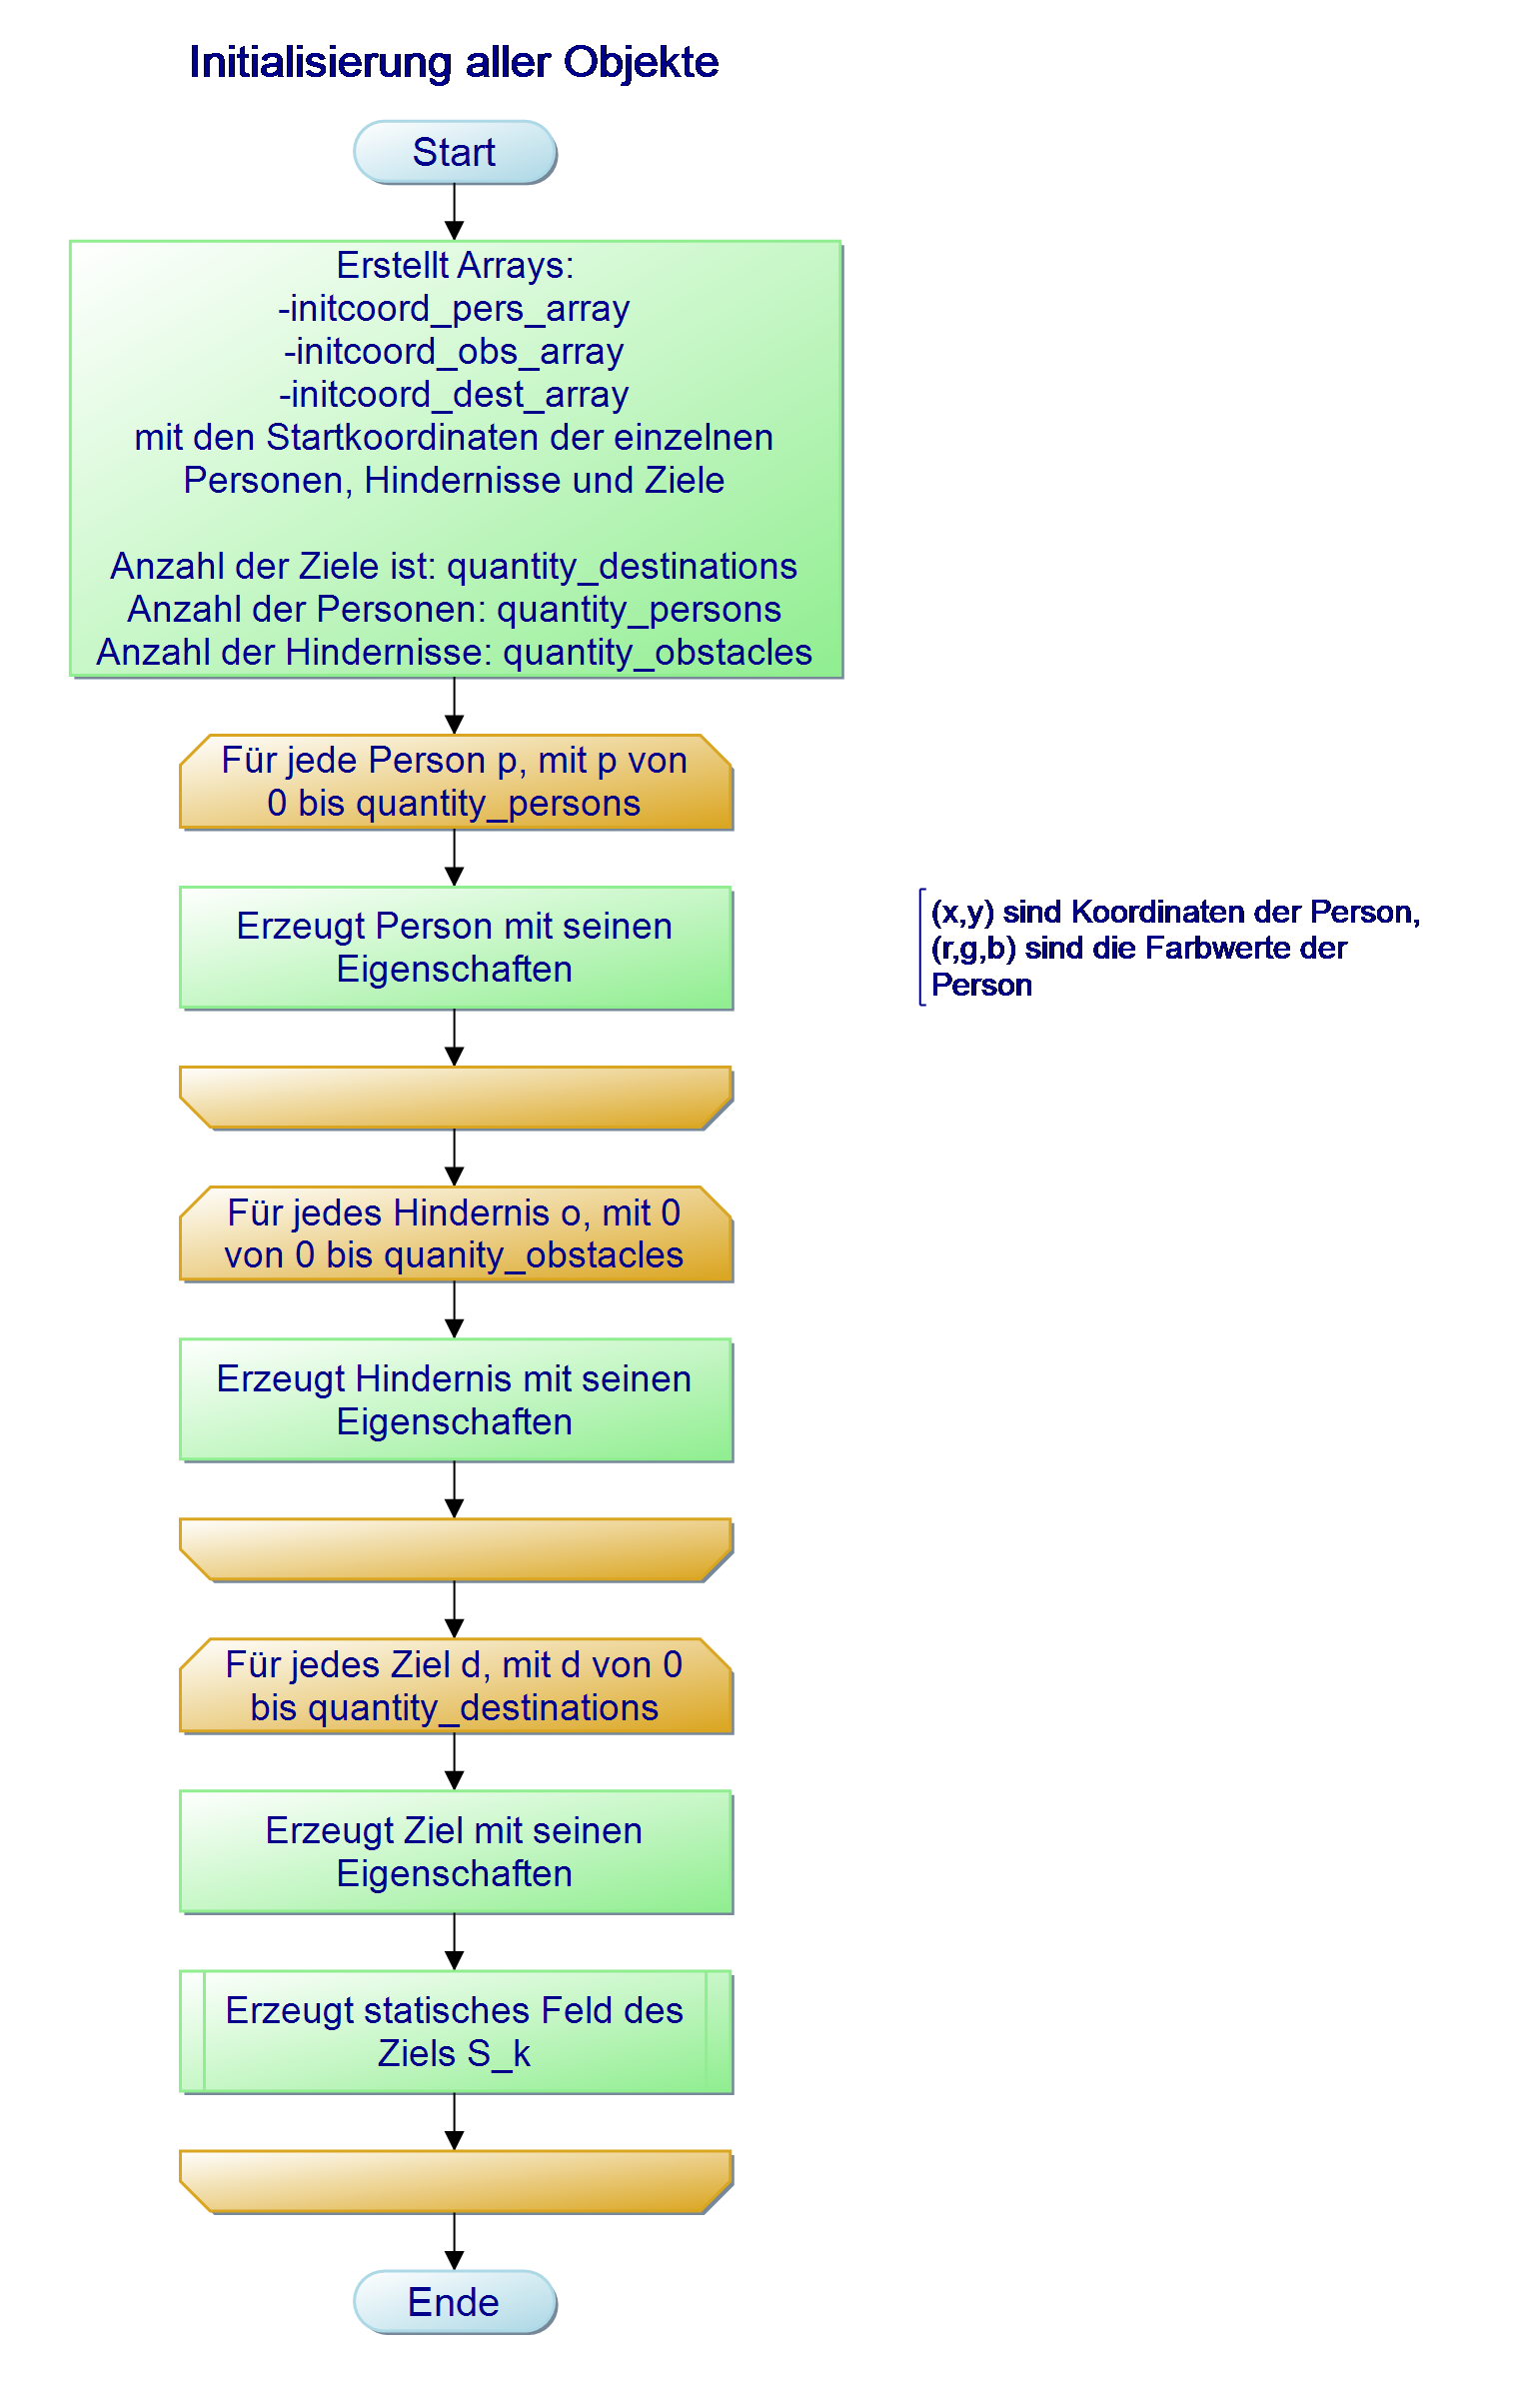 Initialisierung aller Objekte
Start
Erstellt Arrays:
-initcoord_pers_array
-initcoord_obs_array
-initcoord_dest_array
mit den Startkoordinaten der einzelnen
Personen, Hindernisse und Ziele
Anzahl der Ziele ist: quantity_destinations
Anzahl der Personen: quantity_persons
Anzahl der Hindernisse: quantity_obstacles
Für jede Person p, mit p von
0 bis quantity_persons
Erzeugt Person mit seinen
Eigenschaften
(x,y) sind Koordinaten der Person,
(r,g,b) sind die Farbwerte der
Person
Für jedes Hindernis o, mit 0
von 0 bis quanity_obstacles
Erzeugt Hindernis mit seinen
Eigenschaften
Für jedes Ziel d, mit d von 0
bis quantity_destinations
Erzeugt Ziel mit seinen
Eigenschaften
Erzeugt statisches Feld des
Ziels S_k
Ende